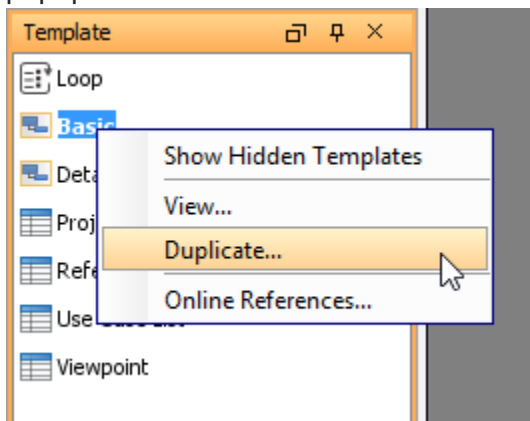 Template
Loop
Basic
Show Hidden Templates
View...
Duplicate...
Online References...
Viewpoint